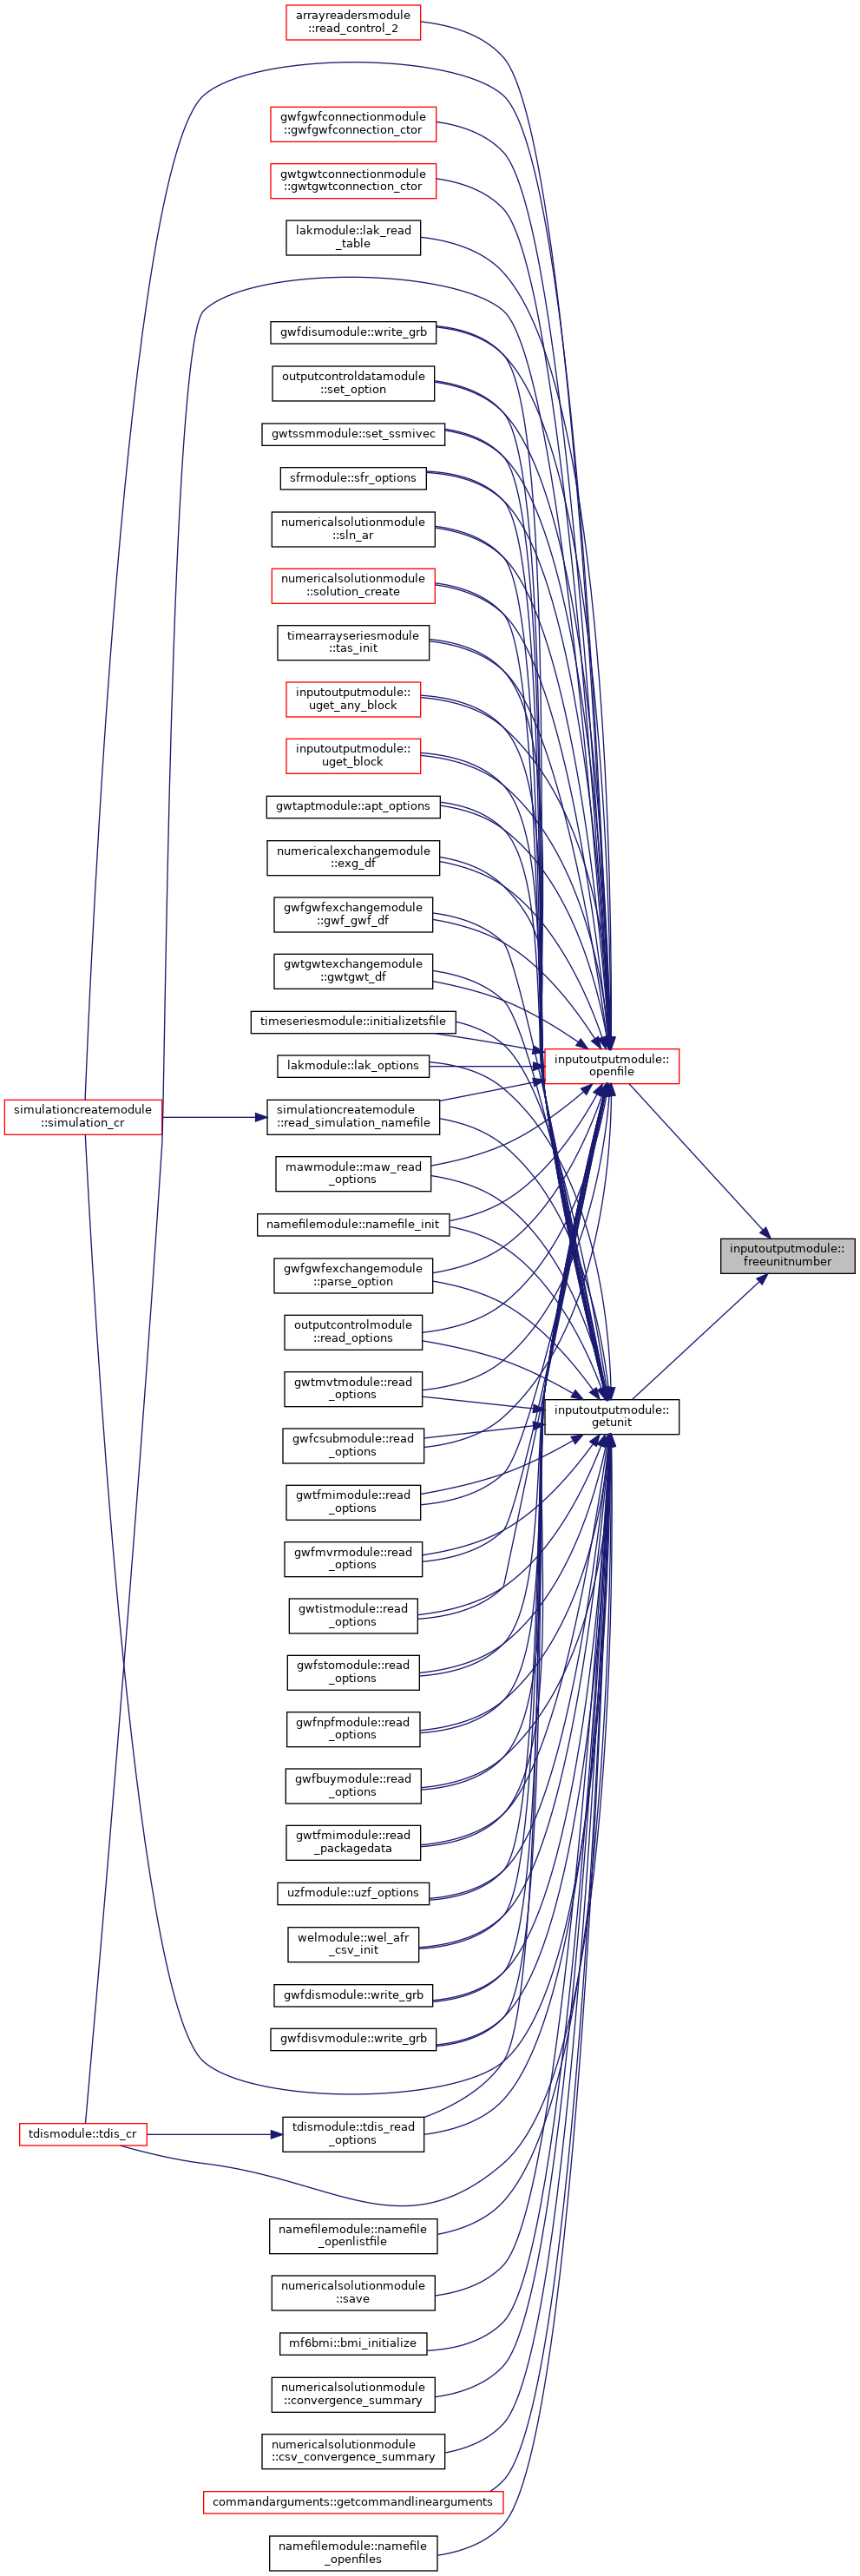 arrayreadersmodule
::read_control_2
gwfgwfconnectionmodule
::gwfgwfconnection_ctor
gwtgwtconnectionmodule
::gwtgwtconnection_ctor
lakmodule::lak_read
_table
gwfdisumodule::write_grb
outputcontroldatamodule
::set_option
gwtssmmodule::set_ssmivec
sfrmodule::sfr_options
numericalsolutionmodule
::sln_ar
numericalsolutionmodule
::solution_create
timearrayseriesmodule
::tas_init
inputoutputmodule::
uget_any_block
inputoutputmodule::
uget_block
gwtaptmodule::apt_options
numericalexchangemodule
::exg_df
gwfgwfexchangemodule
::gwf_gwf_df
gwtgwtexchangemodule
::gwtgwt_df
timeseriesmodule::initializetsfile
lakmodule::lak_options
inputoutputmodule::
openfile
simulationcreatemodule
::simulation_cr
simulationcreatemodule
::read_simulation_namefile
mawmodule::maw_read
_options
namefilemodule::namefile_init
inputoutputmodule::
freeunitnumber
gwfgwfexchangemodule
::parse_option
outputcontrolmodule
::read_options
gwtmvtmodule::read
_options
inputoutputmodule::
getunit
gwfcsubmodule::read
_options
gwtfmimodule::read
_options
gwfmvrmodule::read
_options
gwtistmodule::read
_options
gwfstomodule::read
_options
gwfnpfmodule::read
_options
gwfbuymodule::read
_options
gwtfmimodule::read
_packagedata
uzfmodule::uzf_options
welmodule::wel_afr
_csv_init
gwfdismodule::write_grb
gwfdisvmodule::write_grb
tdismodule::tdis_cr
tdismodule::tdis_read
_options
namefilemodule::namefile
_openlistfile
numericalsolutionmodule
::save
mf6bmi::bmi_initialize
numericalsolutionmodule
::convergence_summary
numericalsolutionmodule
::csv_convergence_summary
commandarguments::getcommandlinearguments
namefilemodule::namefile
_openfiles